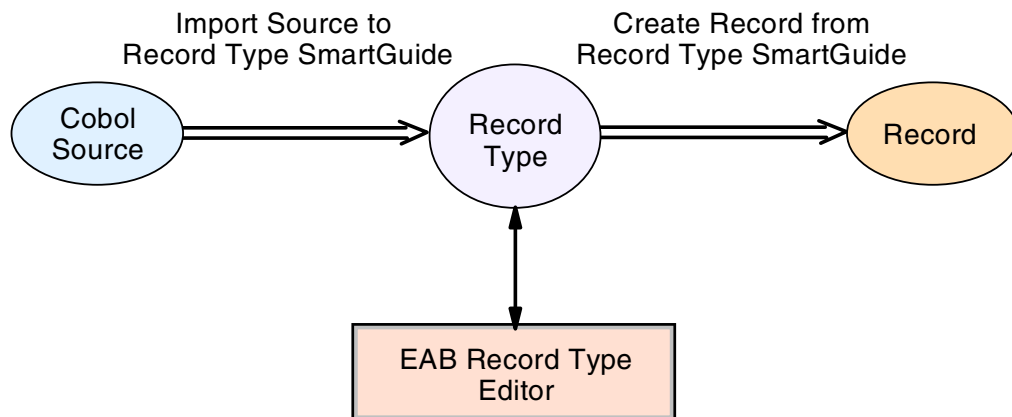 Import Source to
Record Type SmartGuide
Create Record from
Record Type SmartGuide
Cobol
Source
Record
Type
Record
EAB Record Type
Editor